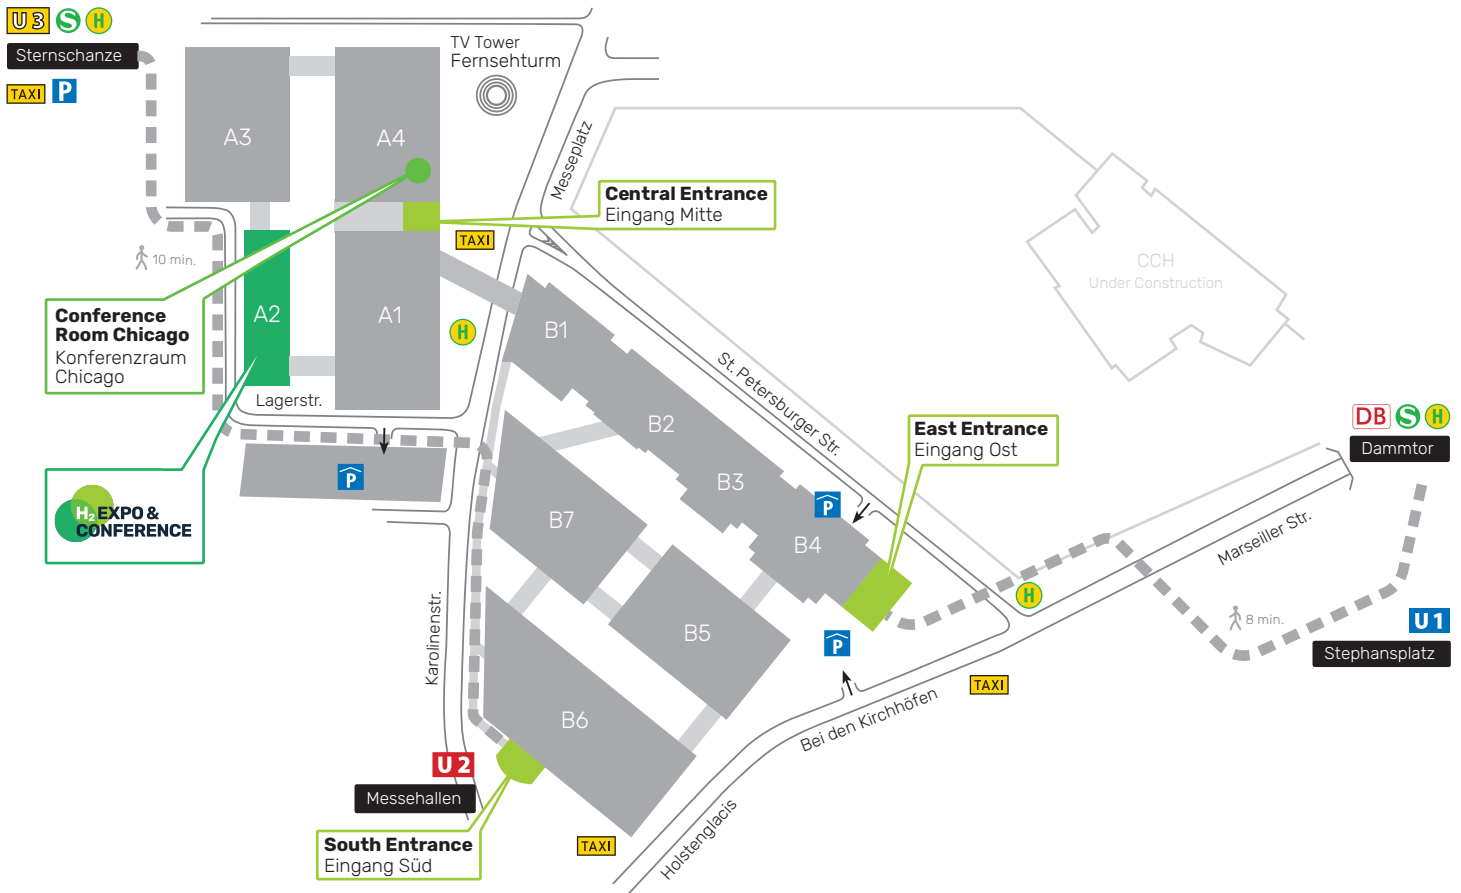 U3 S H
Sternschanze
TAXI P
TV Tower
Fernsehturm
A3
A4
Messeplatz
Central Entrance
Eingang Mitte
TAXI
10 min.
CCH
Under Construction
Conference
Room Chicago
Konferenzraum
Chicago
A2
A1
H
B1
St. Petersburger Str.
Lagerstr.
B2
East Entrance
Eingang Ost
DB S H
Dammtor
P
B3
P
H2 EXPO &
CONFERENCE
B7
B4
Marseiller Str.
Karolinenstr.
H
8 min.
U1
Stephansplatz
B5
P
TAXI
B6
Bei den Kirchhöfen
U2
Messehallen
South Entrance
Eingang Süd
TAXI
Holstenglacis